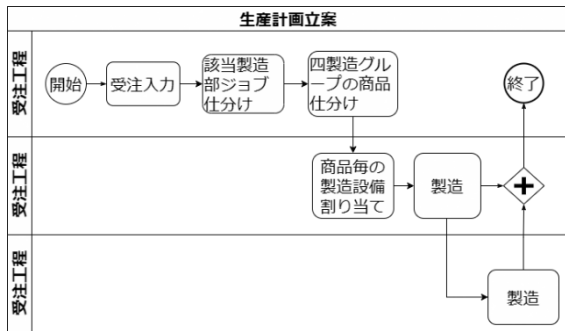 生産計画立案
受注工程
開始
受注入力
該当製造
部ジョブ
仕分け
四製造グル
ープの商品
仕分け
終了
受注工程
商品毎の
製造設備
割り当て
製造
受注工程
製造